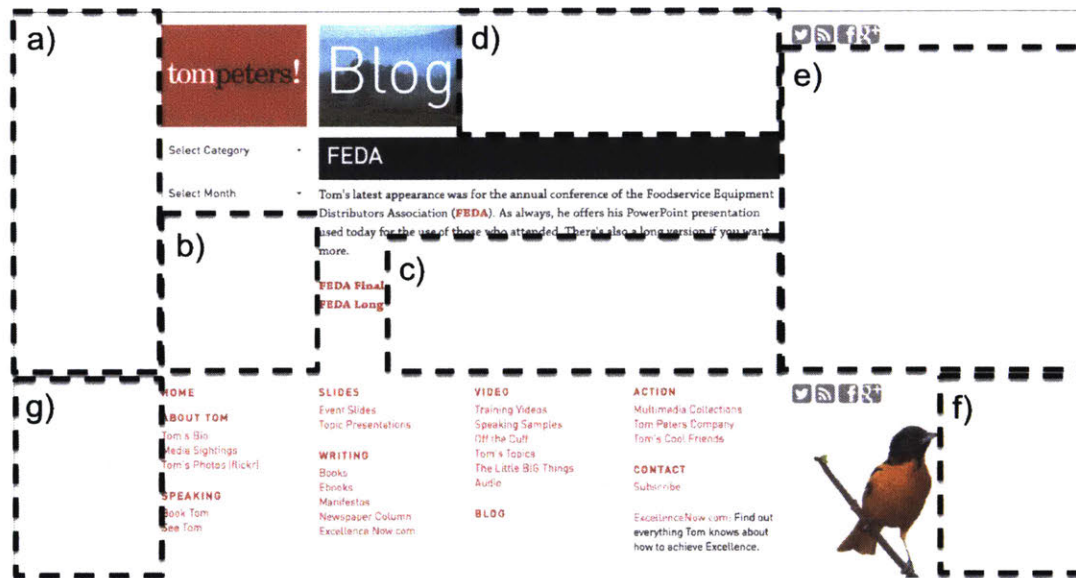 a)
tompeters!
Blog
d)
e)
Select Category
FEDA
Select Month
Tom's latest appearance was for the annual conference of the Foodservice Equipment
Distributors Association (FEDA). As always, he offers his PowerPoint presentation
used today for the use of those who attended. There's also a long version if you want
more.
b)
c)
FEDA Final
FEDA Long
g)
HOME
ABOUT TOM
Tom's Bio
Media Sightings
Tom's Photos (flickr)
SPEAKING
Book Tom
See Tom
SLIDES
Event Slides
Topic Presentations
WRITING
Books
Ebooks
Manifestos
Newspaper Column
ExcellenceNow.com
VIDEO
Training Videos
Speaking Samples
Off the Cuff
Tom's Topics
The Little BIG Things
Audio
BLOG
ACTION
Multimedia Collections
Tom Peters Company
Tom's Cool Friends
CONTACT
Subscribe
ExcellenceNow.com: Find out
everything Tom knows about
how to achieve Excellence.
f)